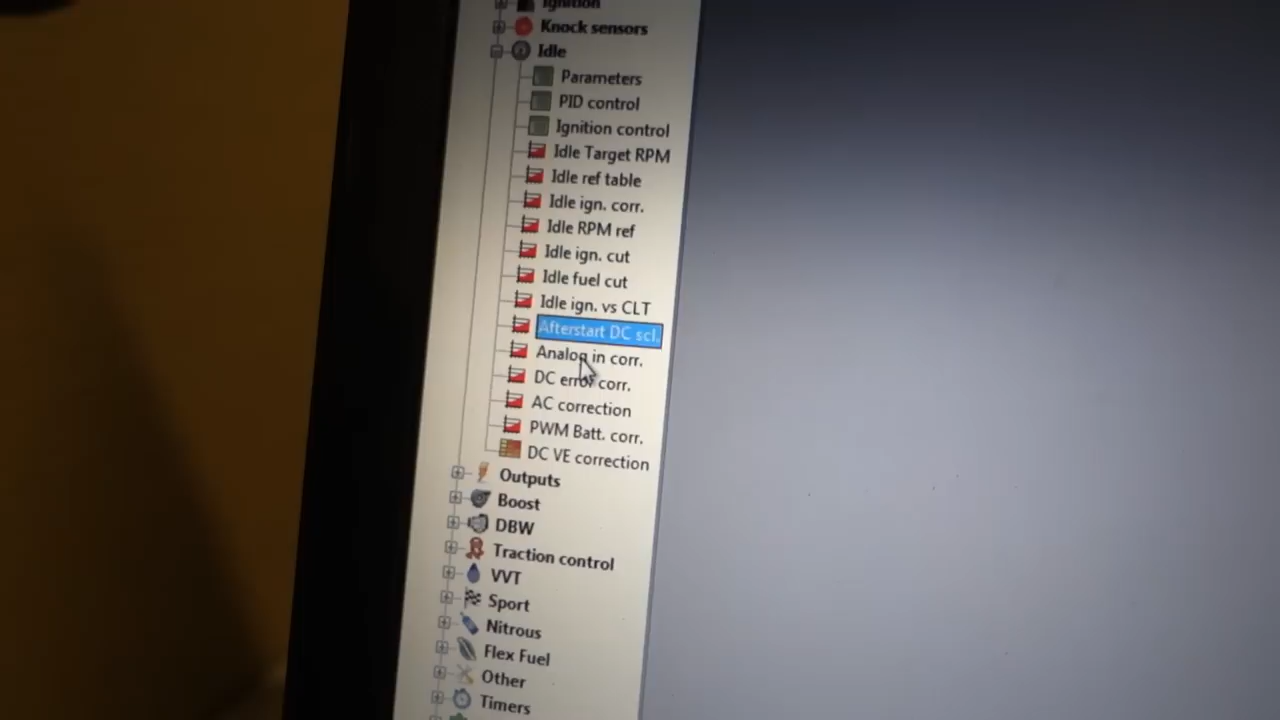 Ignition
Knock sensors
Idle
Parameters
PID control
Ignition control
Idle Target RPM
Idle ref table
Idle ign. corr.
Idle RPM ref
Idle ign. cut
Idle fuel cut
Idle ign. vs CLT
Afterstart DC scl.
Analog in corr.
DC error corr.
AC correction
PWM Batt. corr.
DC VE correction
Outputs
Boost
DBW
Traction control
VVT
Sport
Nitrous
Flex Fuel
Other
Timers